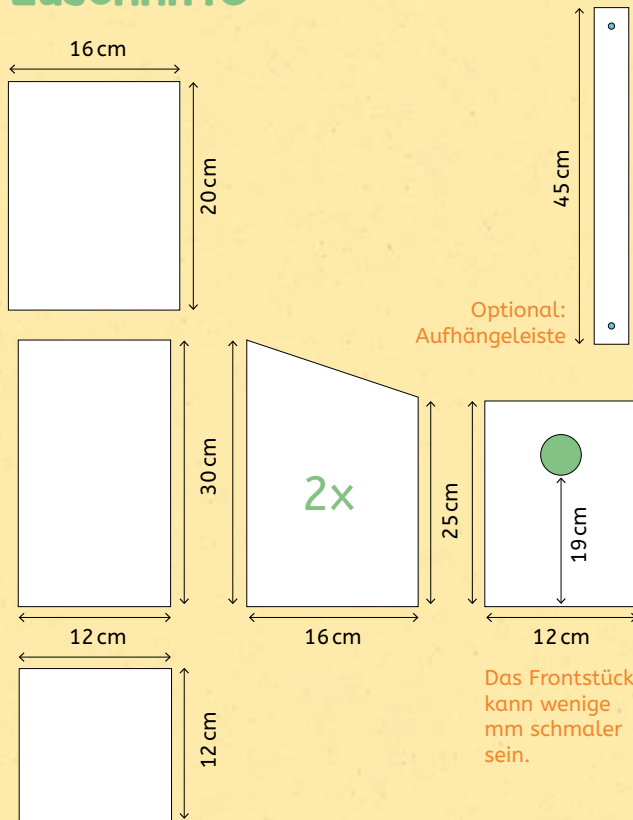 Zuschnitte
16 cm
20 cm
45 cm
Optional:
Aufhängeleiste
30 cm
2x
25 cm
19 cm
12 cm
16 cm
12 cm
Das Frontstück
kann wenige
mm schmaler
sein.
12 cm